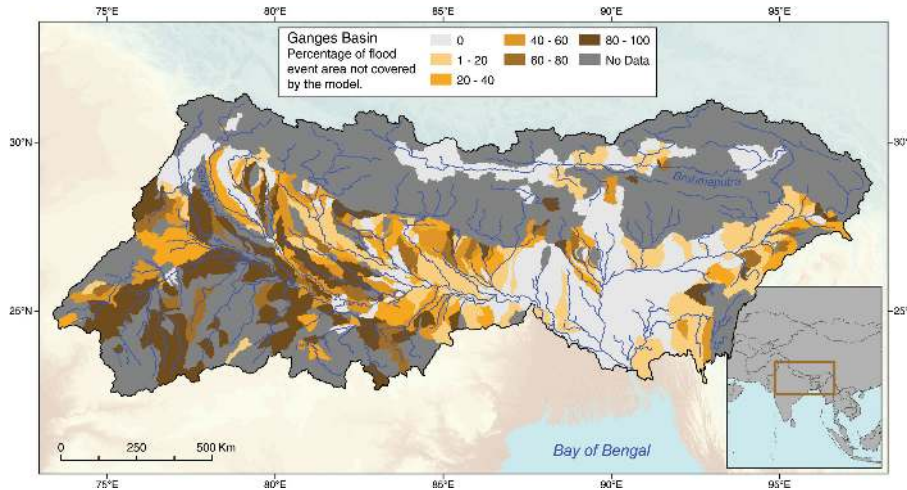 75°E 80°E 85°E 90°E 95°E
Ganges Basin
Percentage of flood
event area not covered
by the model.
0
1 - 20
20 - 40
40 - 60
60 - 80
80 - 100
No Data
30°N 30°N
Brahmaputra
25°N 25°N
0 250 500 Km
Bay of Bengal
75°E 80°E 85°E 90°E 95°E